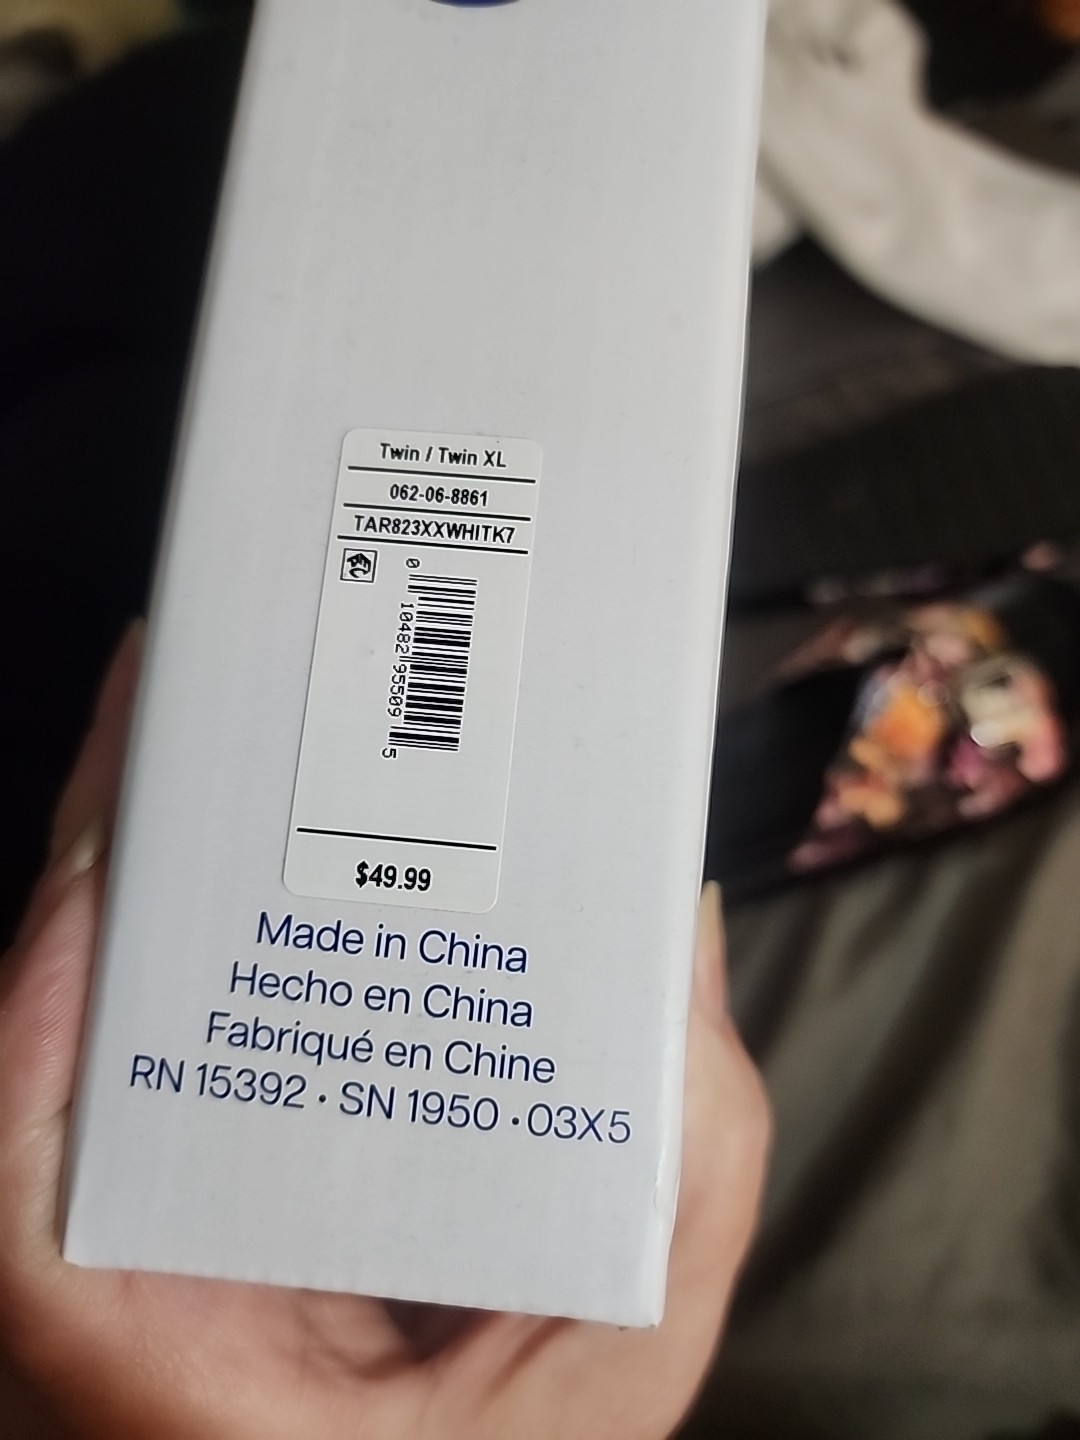 Twin / Twin XL
062-06-8861
TAR823XXWHITK7
0 10482 95509 5
$49.99
Made in China
Hecho en China
Fabriqué en Chine
RN 15392 · SN 1950 · 03X5